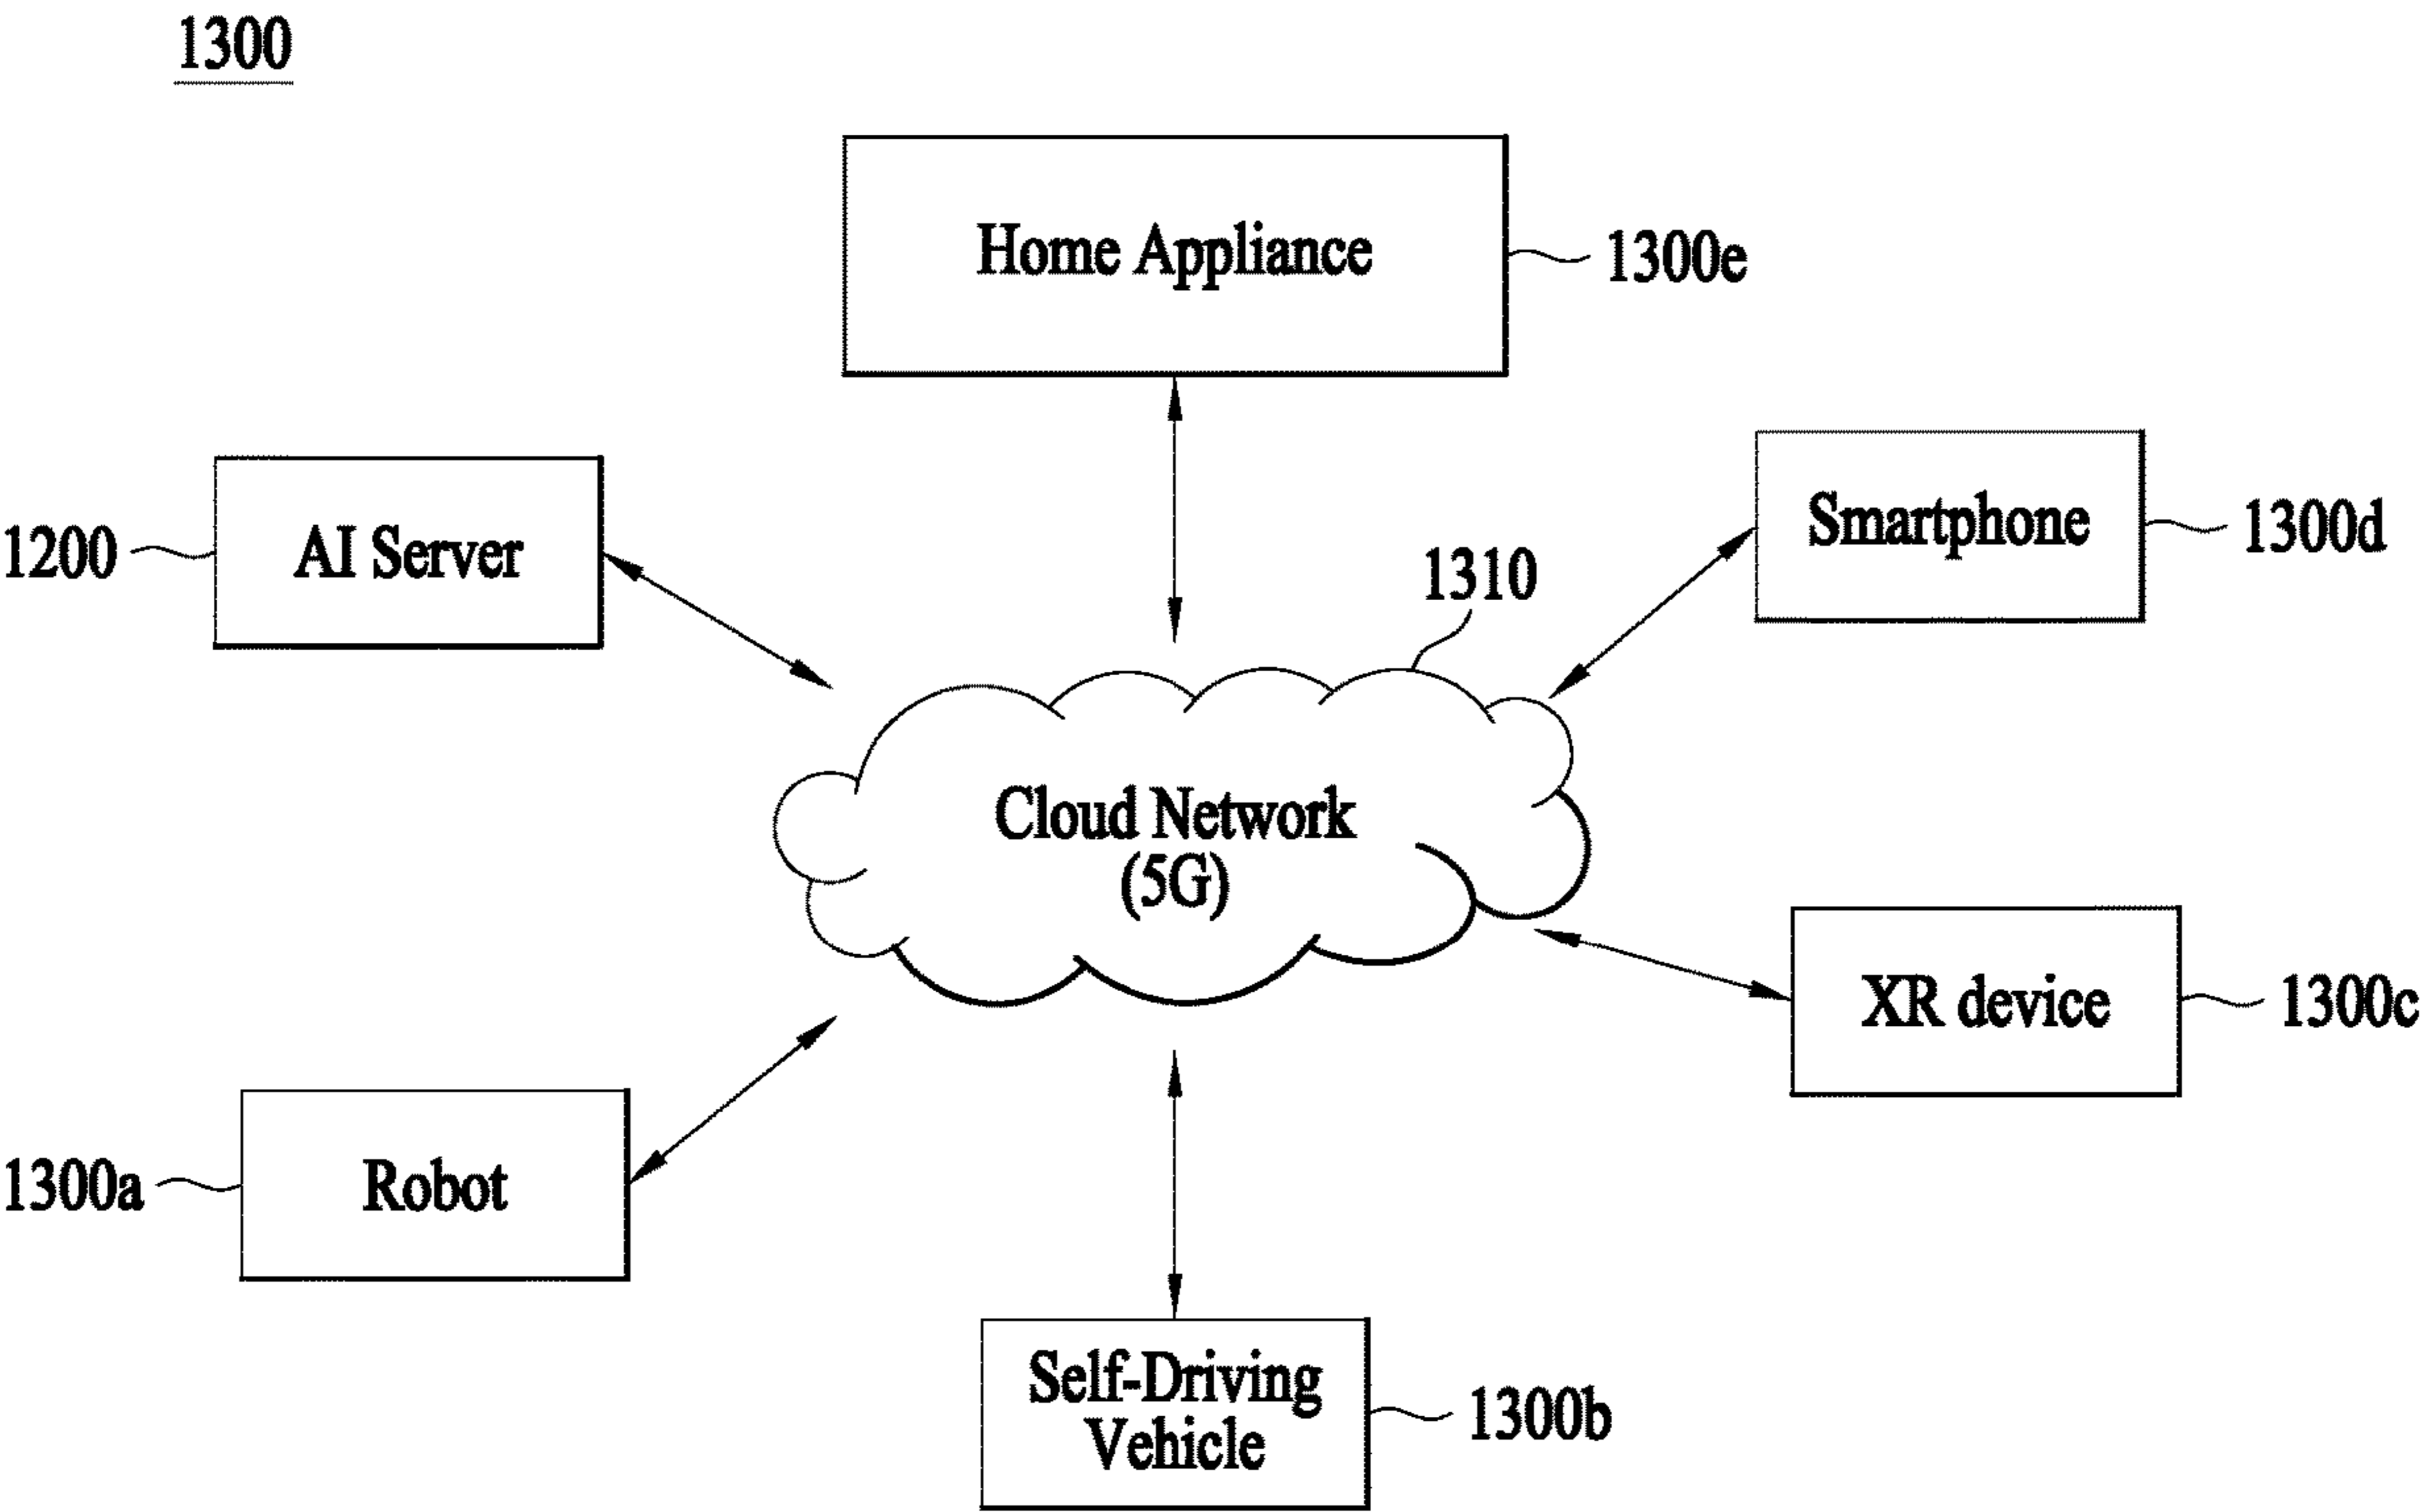 1300
Home Appliance
1300e
Smartphone
1300d
1200
AI Server
1310
Cloud Network
(5G)
XR device
1300c
1300a
Robot
Self-Driving
Vehicle
1300b